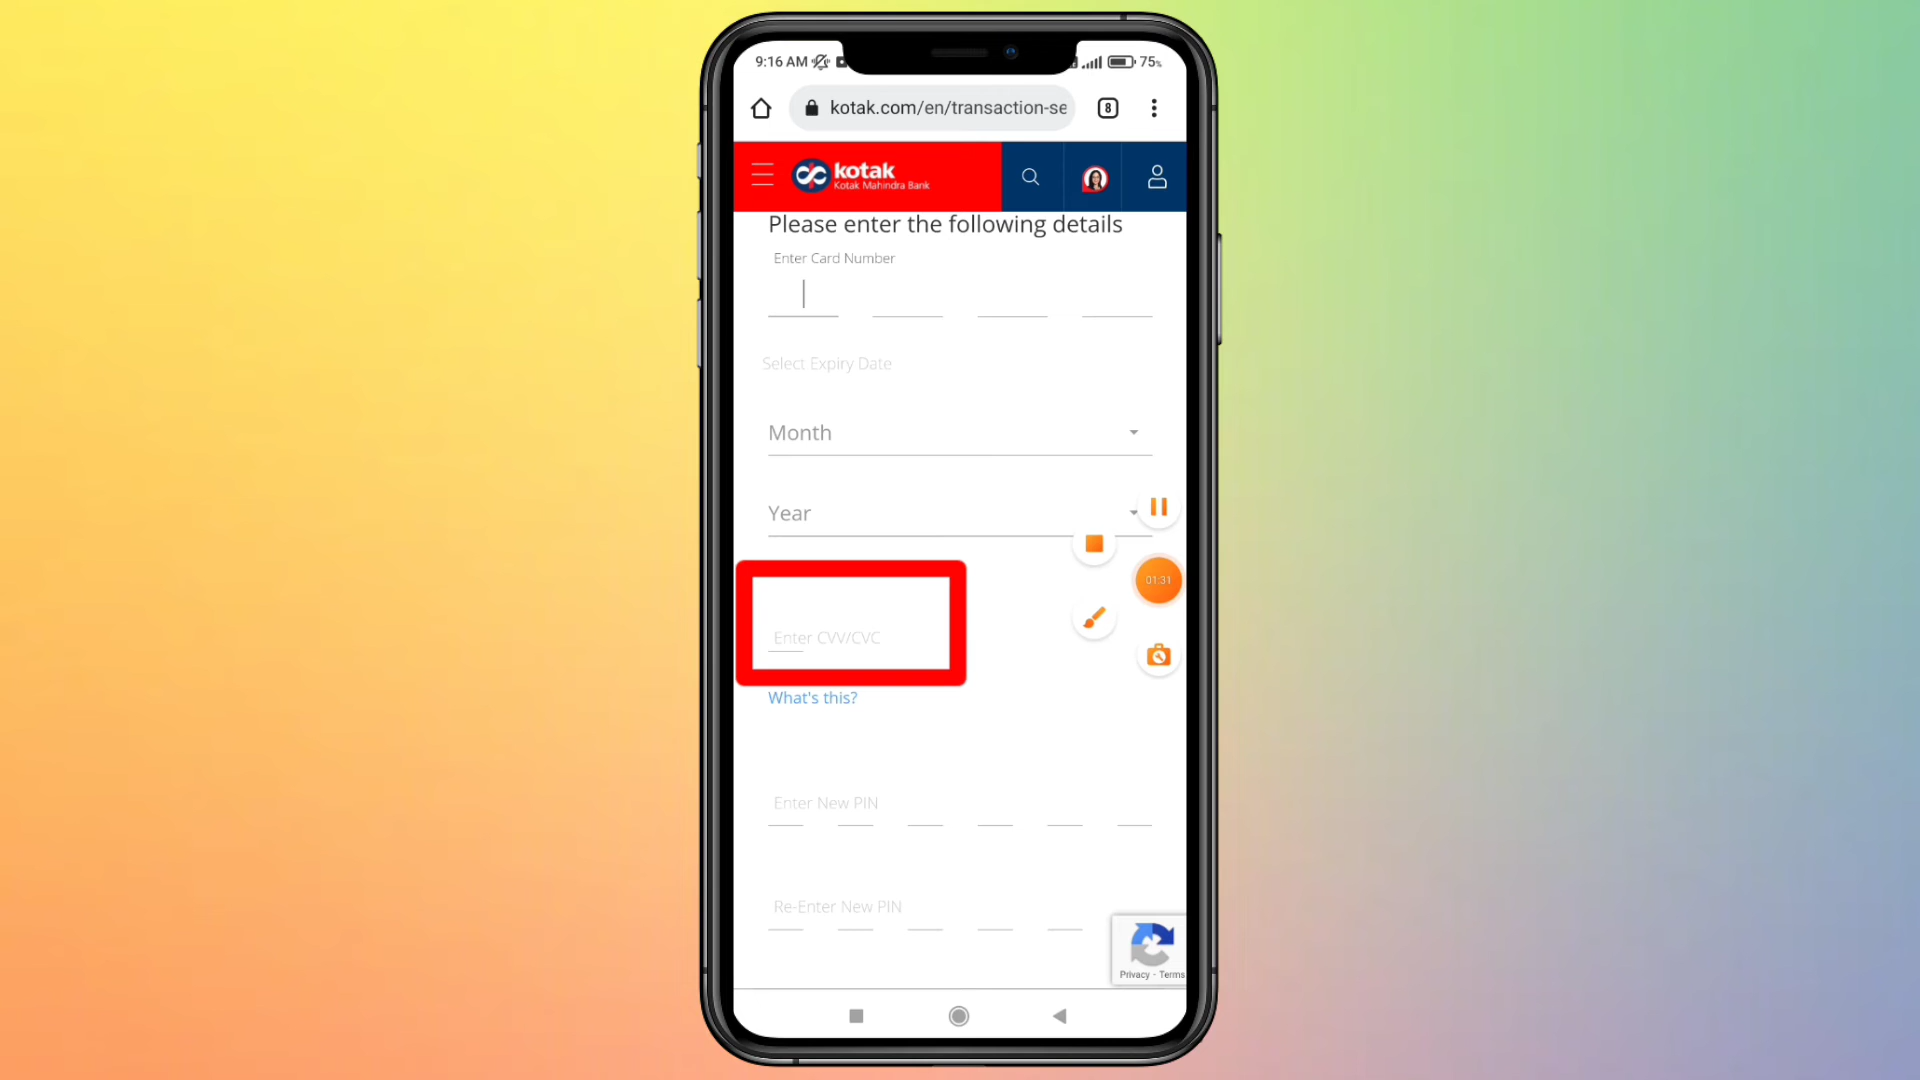 9:16 AM
75%
kotak.com/en/transaction-se
8
kotak
Kotak Mahindra Bank
Please enter the following details
Enter Card Number
Select Expiry Date
Month
Year
01:31
Enter CVV/CVC
What's this?
Enter New PIN
Re-Enter New PIN
Privacy - Terms